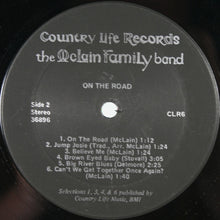 Country Life Records
the McLain Family band
ON THE ROAD
Side 2
Stereo
36896
CLR6
1. On The Road (McLain) 1:12
2. Jump Josie (Trad., Arr. McLain) 1:24
3. Believe Me (McLain) 1:24
4. Brown Eyed Baby (Stovall) 3:05
5. Big River Blues (Delmore) 2:30
6. Can't We Get Together Once Again?
(McLain) 1:40
Selections 1, 3, 4, & 6 published by
Country Life Music, BMI